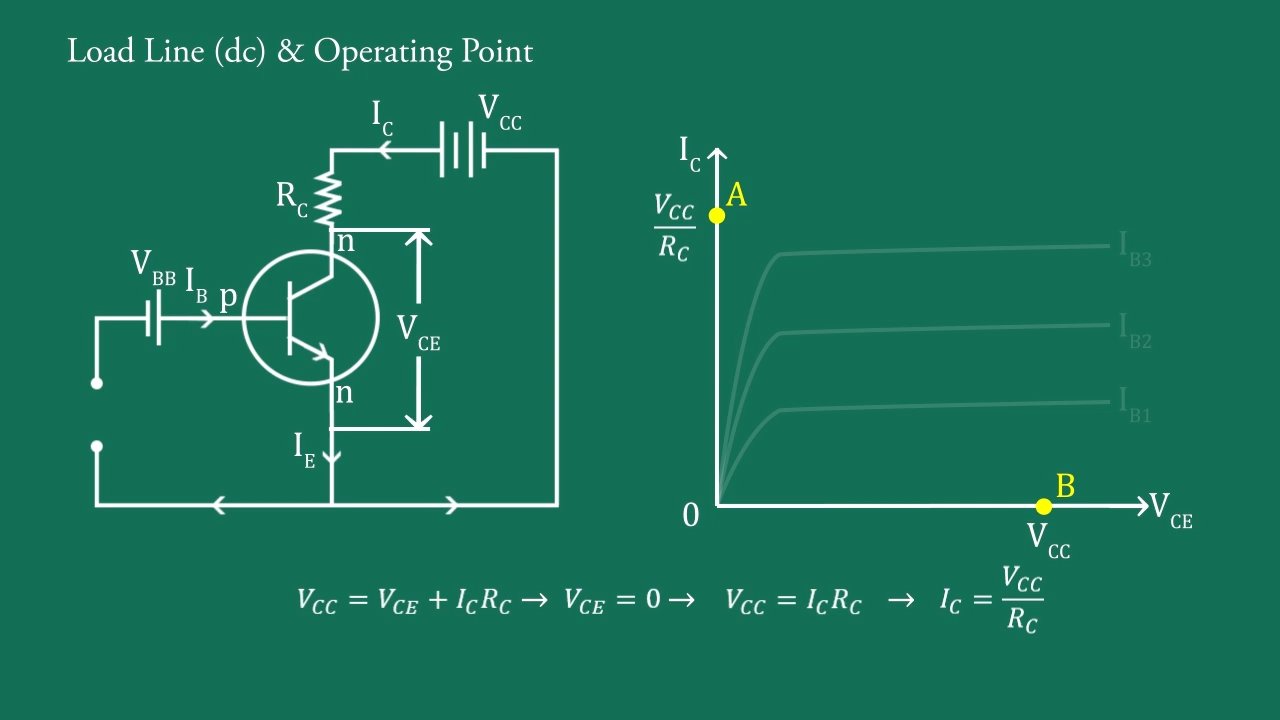 Load Line (dc) & Operating Point
I_C
V_CC
R_C
n
V_BB
I_B
p
V_CE
n
I_E
I_C
A
V_CC/R_C
I_B3
I_B2
I_B1
B
0
V_CE
V_CC
V_CC = V_CE + I_C R_C → V_CE = 0 → V_CC = I_C R_C → I_C = V_CC/R_C